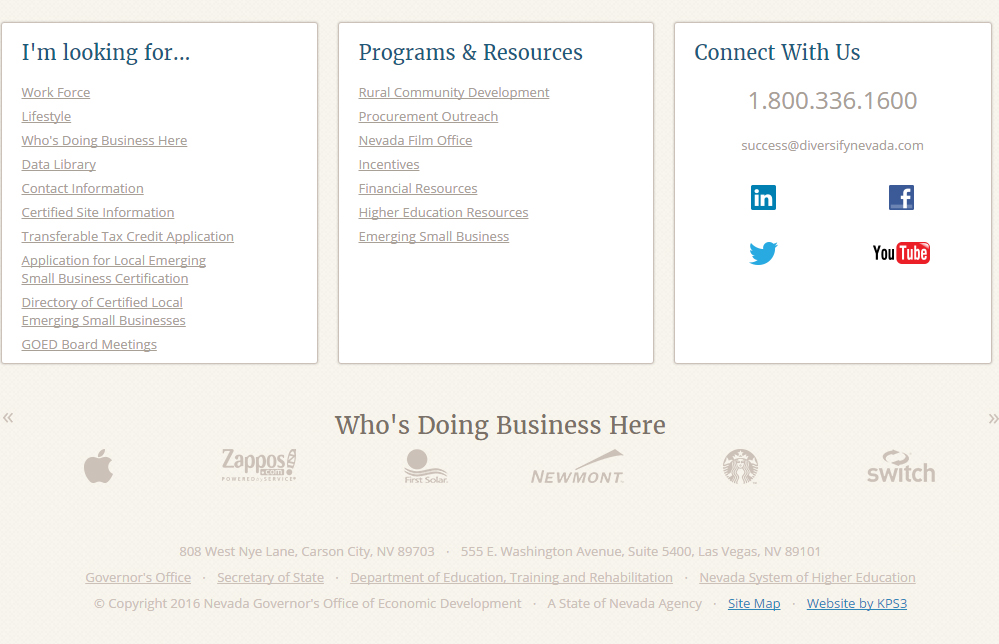 I'm looking for...
Work Force
Lifestyle
Who's Doing Business Here
Data Library
Contact Information
Certified Site Information
Transferable Tax Credit Application
Application for Local Emerging
Small Business Certification
Directory of Certified Local
Emerging Small Businesses
GOED Board Meetings
Programs & Resources
Rural Community Development
Procurement Outreach
Nevada Film Office
Incentives
Financial Resources
Higher Education Resources
Emerging Small Business
Connect With Us
1.800.336.1600
success@diversifynevada.com
in
f
YouTube
« Who's Doing Business Here »
Zappos.com
POWERED by SERVICE
First Solar.
NEWMONT.
switch
808 West Nye Lane, Carson City, NV 89703 · 555 E. Washington Avenue, Suite 5400, Las Vegas, NV 89101
Governor's Office · Secretary of State · Department of Education, Training and Rehabilitation · Nevada System of Higher Education
© Copyright 2016 Nevada Governor's Office of Economic Development · A State of Nevada Agency · Site Map · Website by KPS3